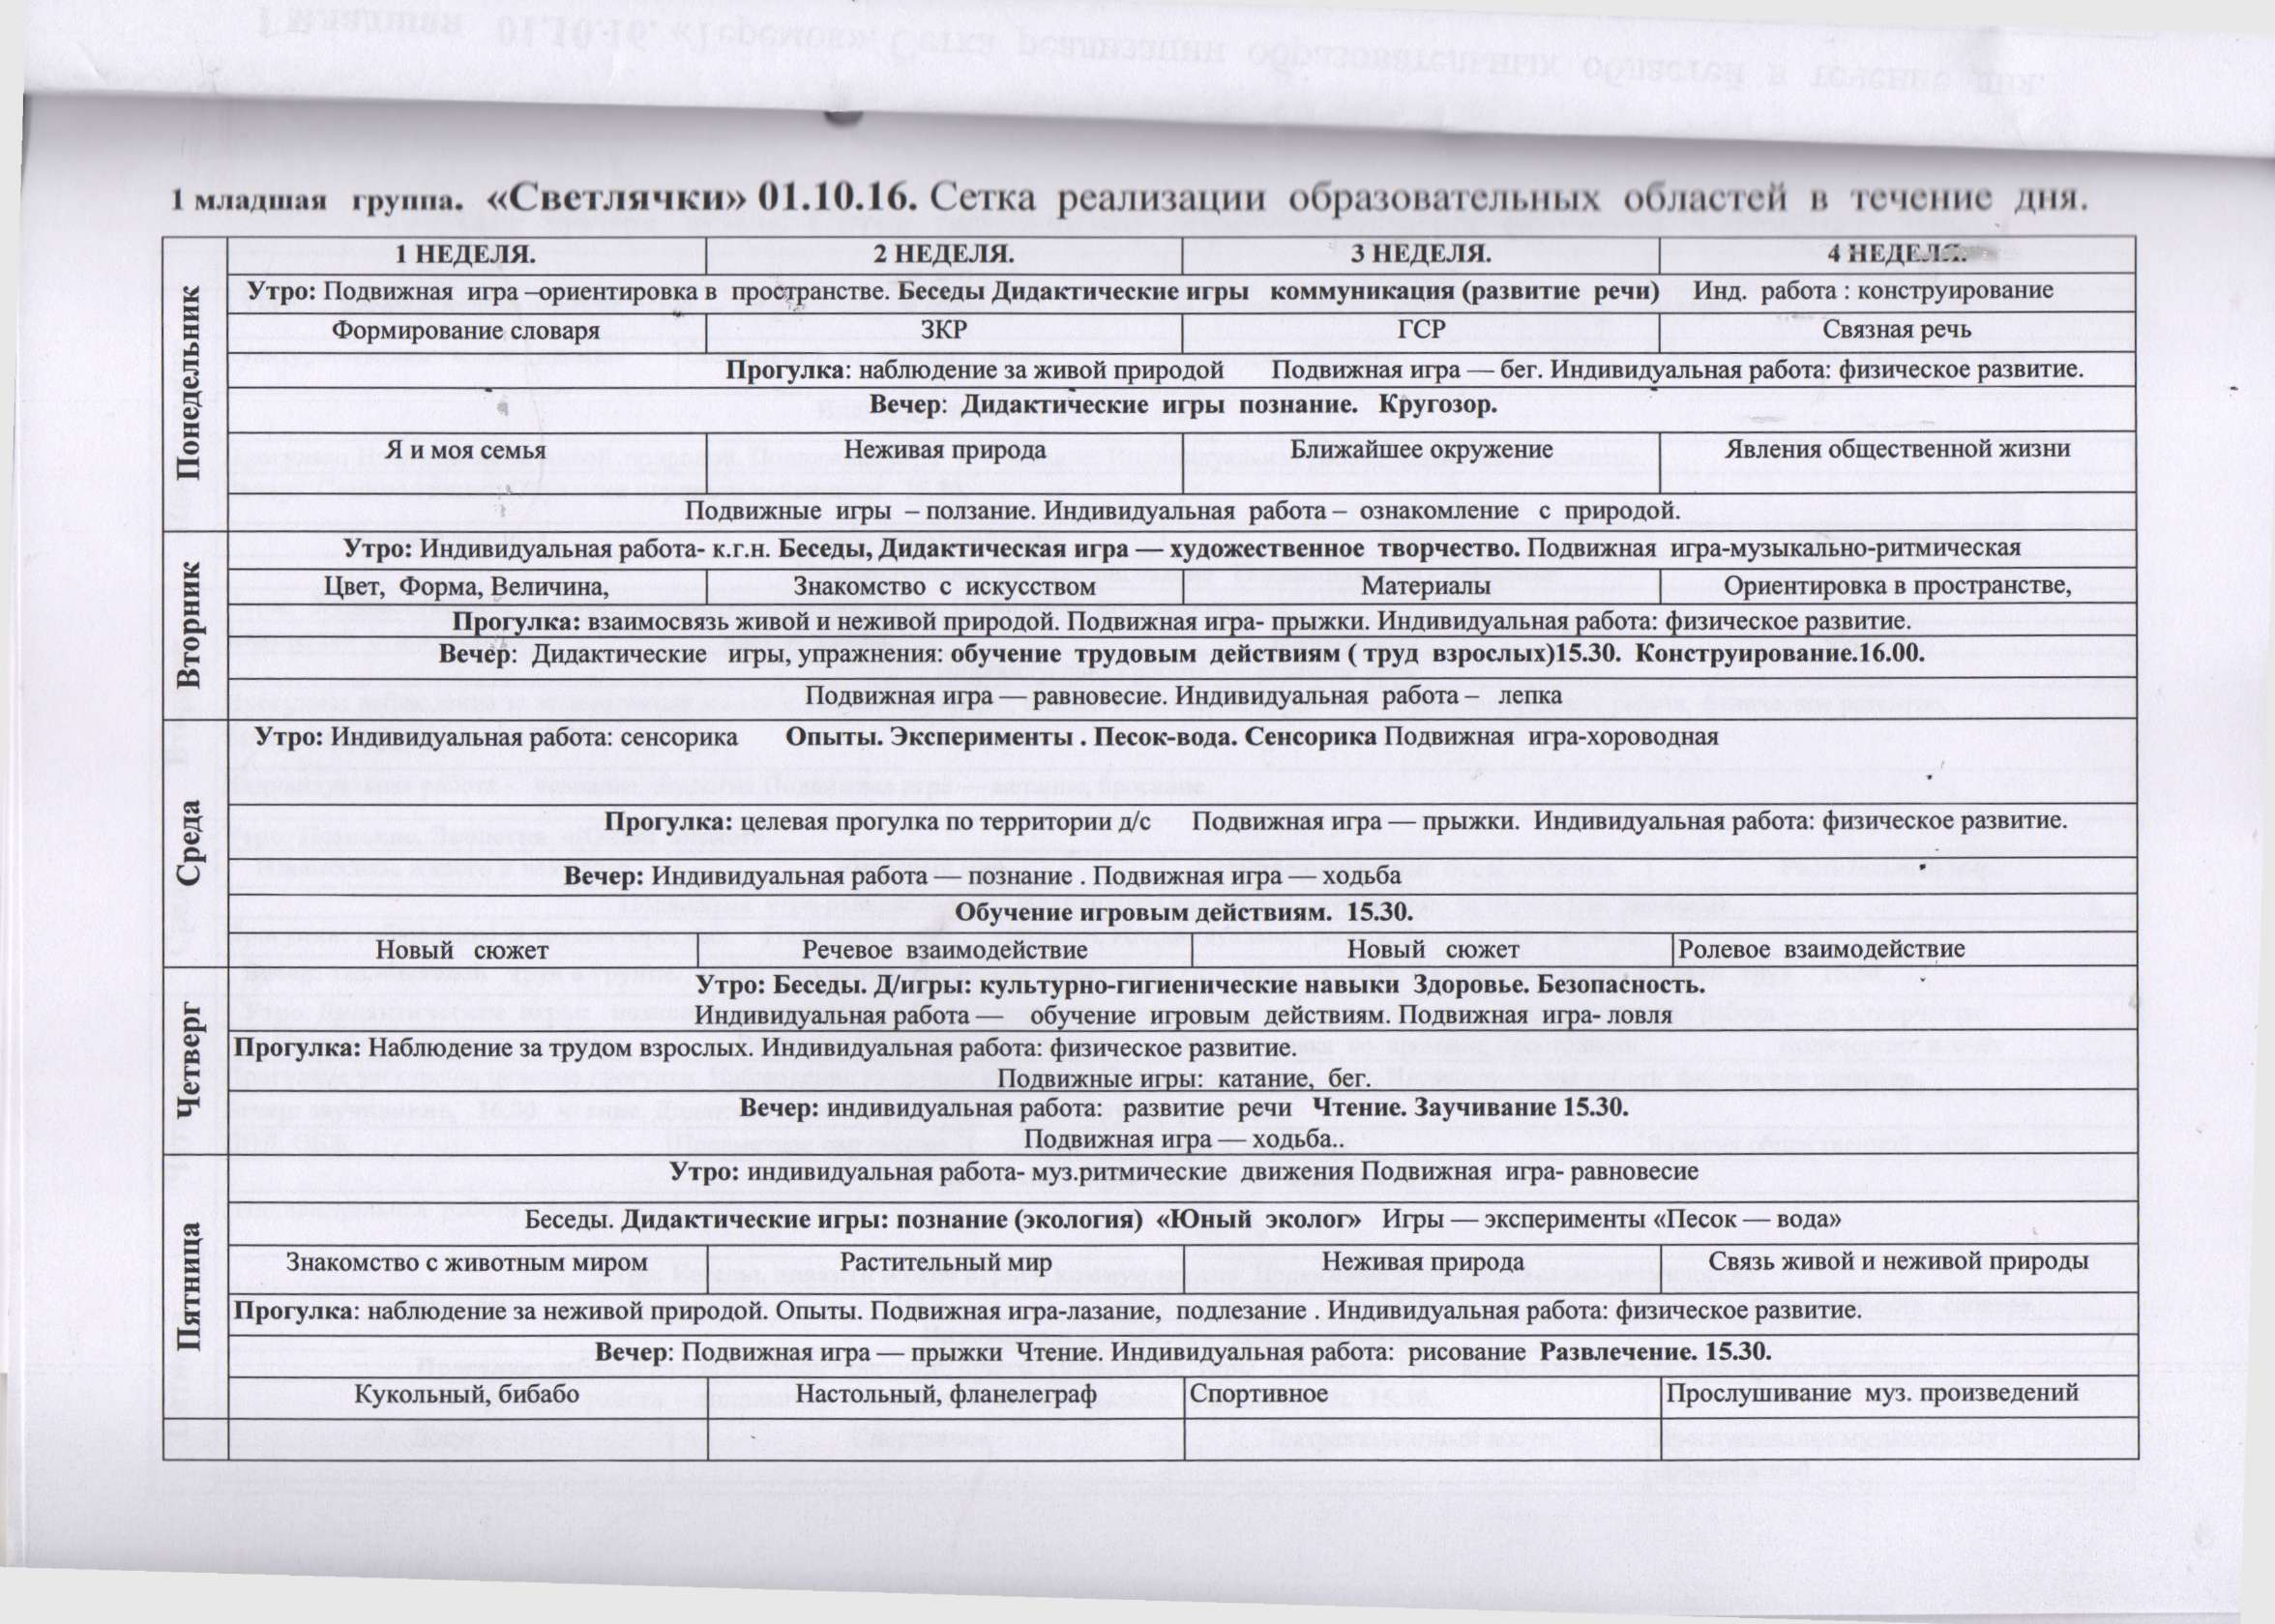 1 младшая группа. «Светлячки» 01.10.16. Сетка реализации образовательных областей в течение дня.
Понедельник
1 НЕДЕЛЯ. 2 НЕДЕЛЯ. 3 НЕДЕЛЯ. 4 НЕДЕЛЯ.
Утро: Подвижная игра –ориентировка в пространстве. Беседы Дидактические игры коммуникация (развитие речи) Инд. работа : конструирование
Формирование словаря ЗКР ГСР Связная речь
Прогулка: наблюдение за живой природой Подвижная игра — бег. Индивидуальная работа: физическое развитие.
Вечер: Дидактические игры познание. Кругозор.
Я и моя семья Неживая природа Ближайшее окружение Явления общественной жизни
Подвижные игры – ползание. Индивидуальная работа – ознакомление с природой.
Вторник
Утро: Индивидуальная работа- к.г.н. Беседы, Дидактическая игра — художественное творчество. Подвижная игра-музыкально-ритмическая
Цвет, Форма, Величина, Знакомство с искусством Материалы Ориентировка в пространстве,
Прогулка: взаимосвязь живой и неживой природой. Подвижная игра- прыжки. Индивидуальная работа: физическое развитие.
Вечер: Дидактические игры, упражнения: обучение трудовым действиям ( труд взрослых)15.30. Конструирование.16.00.
Подвижная игра — равновесие. Индивидуальная работа – лепка
Среда
Утро: Индивидуальная работа: сенсорика Опыты. Эксперименты . Песок-вода. Сенсорика Подвижная игра-хороводная
Прогулка: целевая прогулка по территории д/с Подвижная игра — прыжки. Индивидуальная работа: физическое развитие.
Вечер: Индивидуальная работа — познание . Подвижная игра — ходьба
Обучение игровым действиям. 15.30.
Новый сюжет Речевое взаимодействие Новый сюжет Ролевое взаимодействие
Четверг
Утро: Беседы. Д/игры: культурно-гигиенические навыки Здоровье. Безопасность.
Индивидуальная работа — обучение игровым действиям. Подвижная игра- ловля
Прогулка: Наблюдение за трудом взрослых. Индивидуальная работа: физическое развитие.
Подвижные игры: катание, бег.
Вечер: индивидуальная работа: развитие речи Чтение. Заучивание 15.30.
Подвижная игра — ходьба..
Пятница
Утро: индивидуальная работа- муз.ритмические движения Подвижная игра- равновесие
Беседы. Дидактические игры: познание (экология) «Юный эколог» Игры — эксперименты «Песок — вода»
Знакомство с животным миром Растительный мир Неживая природа Связь живой и неживой природы
Прогулка: наблюдение за неживой природой. Опыты. Подвижная игра-лазание, подлезание . Индивидуальная работа: физическое развитие.
Вечер: Подвижная игра — прыжки Чтение. Индивидуальная работа: рисование Развлечение. 15.30.
Кукольный, бибабо Настольный, фланелеграф Спортивное Прослушивание муз. произведений